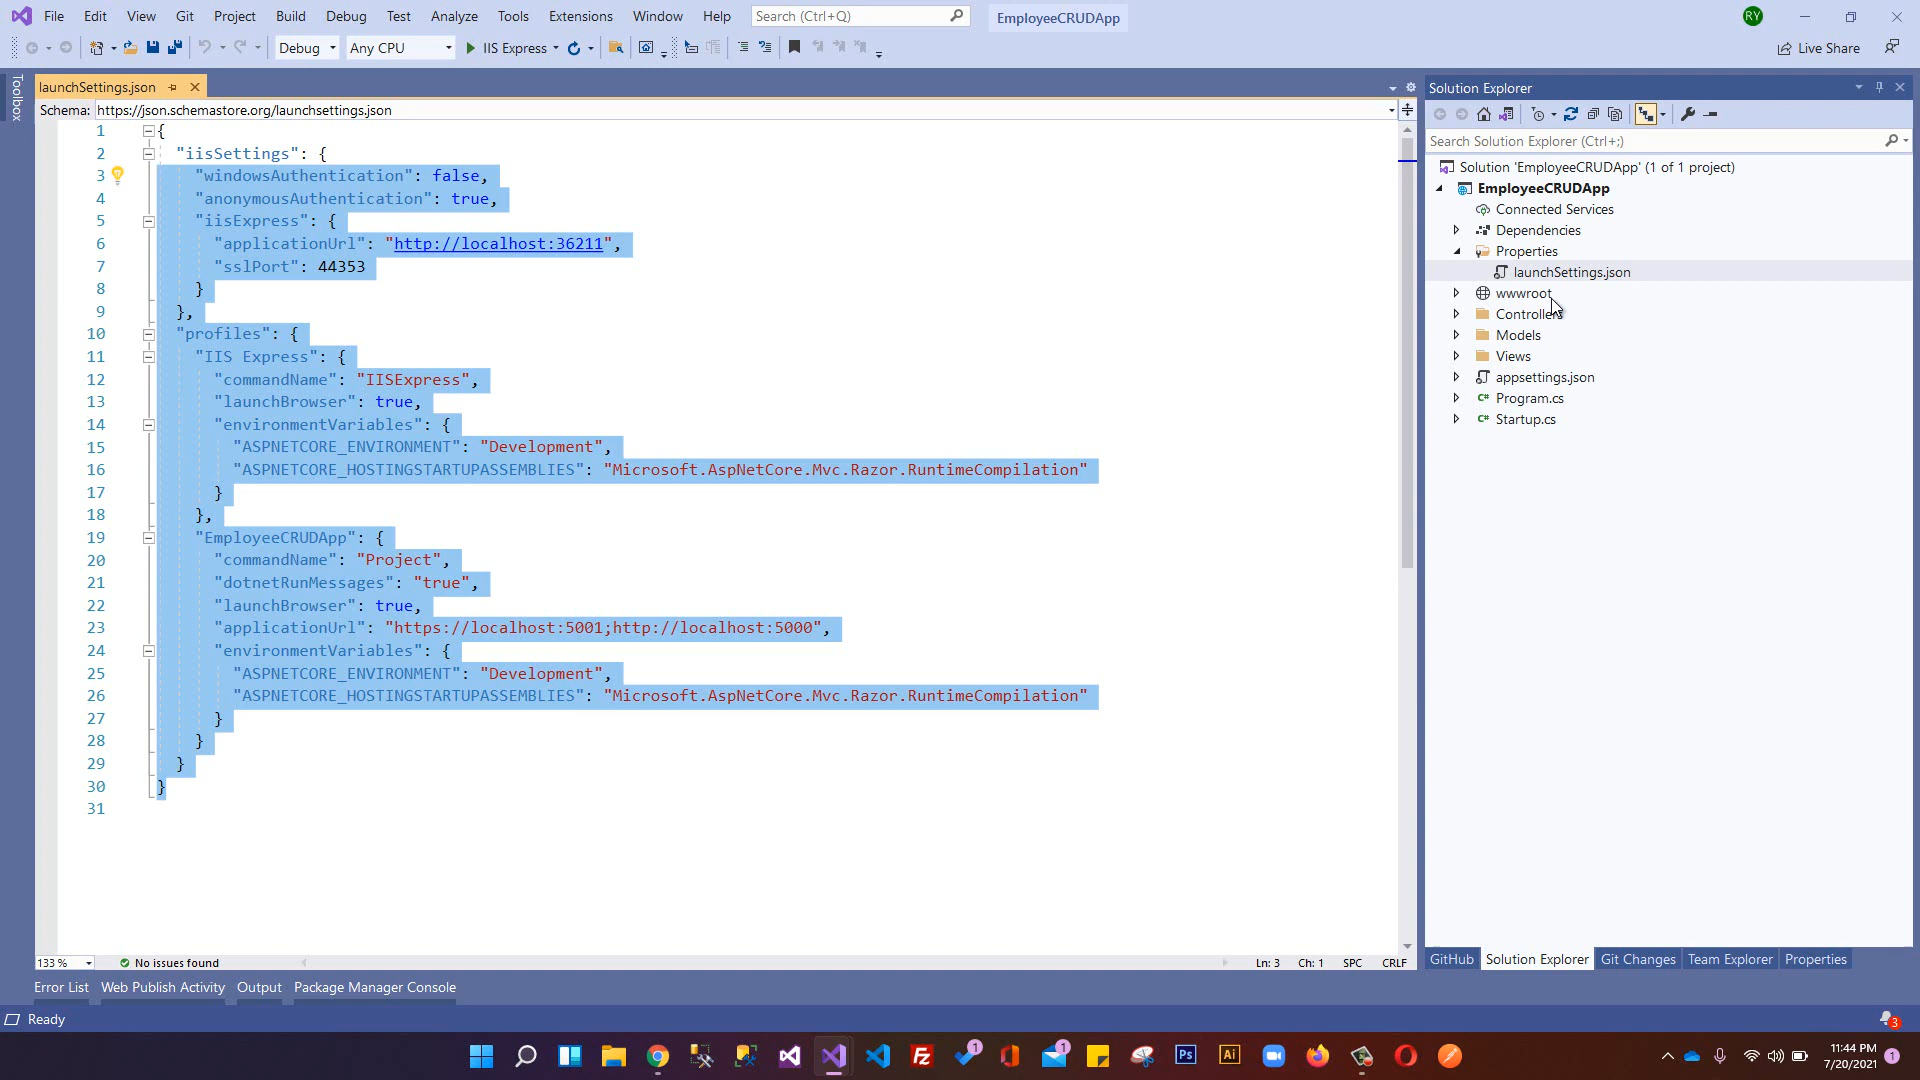 File Edit View Git Project Build Debug Test Analyze Tools Extensions Window Help Search (Ctrl+Q) EmployeeCRUDApp RY
Debug Any CPU IIS Express Live Share
Toolbox
launchSettings.json
Schema: https://json.schemastore.org/launchsettings.json
1 {
2 "iisSettings": {
3 "windowsAuthentication": false,
4 "anonymousAuthentication": true,
5 "iisExpress": {
6 "applicationUrl": "http://localhost:36211",
7 "sslPort": 44353
8 }
9 },
10 "profiles": {
11 "IIS Express": {
12 "commandName": "IISExpress",
13 "launchBrowser": true,
14 "environmentVariables": {
15 "ASPNETCORE_ENVIRONMENT": "Development",
16 "ASPNETCORE_HOSTINGSTARTUPASSEMBLIES": "Microsoft.AspNetCore.Mvc.Razor.RuntimeCompilation"
17 }
18 },
19 "EmployeeCRUDApp": {
20 "commandName": "Project",
21 "dotnetRunMessages": "true",
22 "launchBrowser": true,
23 "applicationUrl": "https://localhost:5001;http://localhost:5000",
24 "environmentVariables": {
25 "ASPNETCORE_ENVIRONMENT": "Development",
26 "ASPNETCORE_HOSTINGSTARTUPASSEMBLIES": "Microsoft.AspNetCore.Mvc.Razor.RuntimeCompilation"
27 }
28 }
29 }
30 }
31
133 % No issues found Ln: 3 Ch: 1 SPC CRLF
Solution Explorer
Search Solution Explorer (Ctrl+;)
Solution 'EmployeeCRUDApp' (1 of 1 project)
EmployeeCRUDApp
Connected Services
Dependencies
Properties
launchSettings.json
wwwroot
Controllers
Models
Views
appsettings.json
C# Program.cs
C# Startup.cs
GitHub Solution Explorer Git Changes Team Explorer Properties
Error List Web Publish Activity Output Package Manager Console
Ready 3
Fz 1 1 Ps Ai
11:44 PM
7/20/2021 1